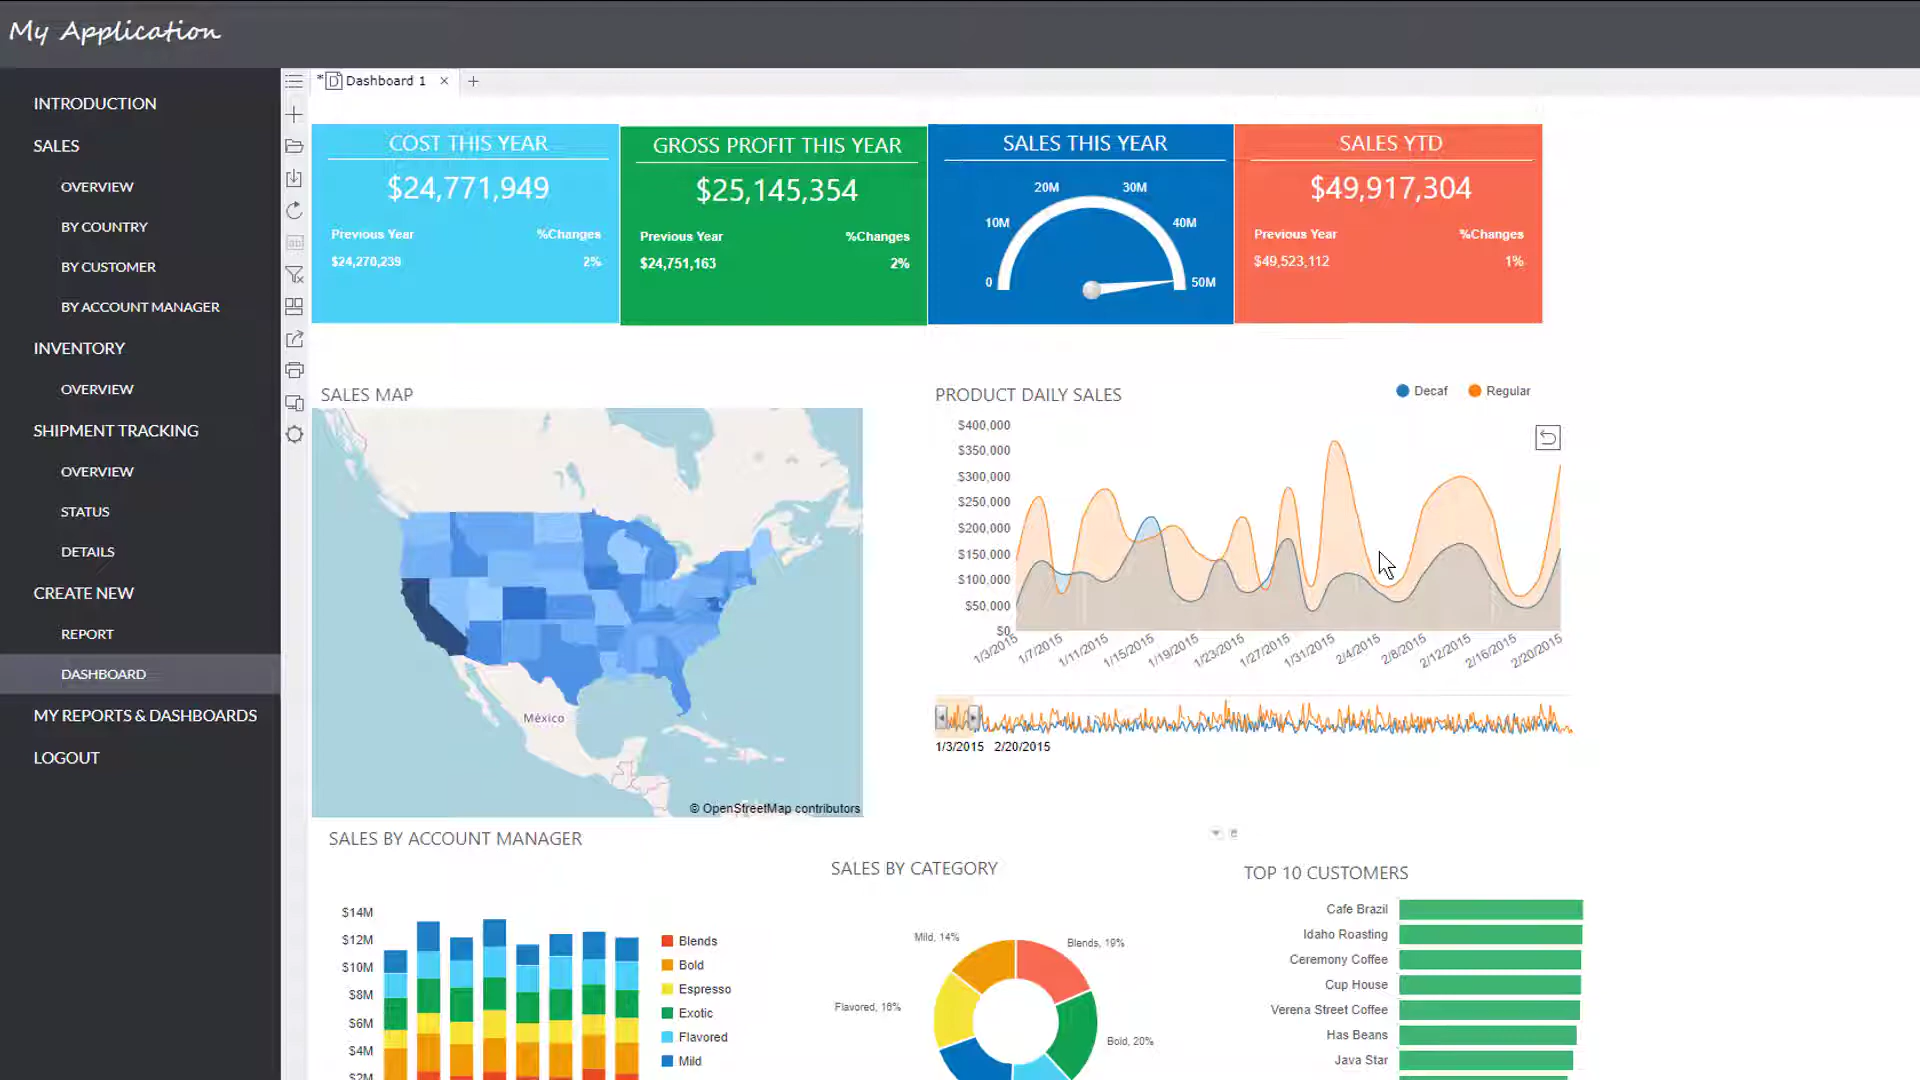 My Application
INTRODUCTION
SALES
OVERVIEW
BY COUNTRY
BY CUSTOMER
BY ACCOUNT MANAGER
INVENTORY
OVERVIEW
SHIPMENT TRACKING
OVERVIEW
STATUS
DETAILS
CREATE NEW
REPORT
DASHBOARD
MY REPORTS & DASHBOARDS
LOGOUT
* Dashboard 1 × +
COST THIS YEAR
$24,771,949
Previous Year %Changes
$24,270,239 2%
GROSS PROFIT THIS YEAR
$25,145,354
Previous Year %Changes
$24,751,163 2%
SALES THIS YEAR
0
10M
20M
30M
40M
50M
SALES YTD
$49,917,304
Previous Year %Changes
$49,523,112 1%
SALES MAP
México
© OpenStreetMap contributors
PRODUCT DAILY SALES
Decaf Regular
$400,000
$350,000
$300,000
$250,000
$200,000
$150,000
$100,000
$50,000
$0
1/3/2015 1/7/2015 1/11/2015 1/15/2015 1/19/2015 1/23/2015 1/27/2015 1/31/2015 2/4/2015 2/8/2015 2/12/2015 2/16/2015 2/20/2015
1/3/2015 2/20/2015
SALES BY ACCOUNT MANAGER
$14M
$12M
$10M
$8M
$6M
$4M
$2M
Blends
Bold
Espresso
Exotic
Flavored
Mild
SALES BY CATEGORY
Mild, 14%
Blends, 19%
Flavored, 16%
Bold, 20%
TOP 10 CUSTOMERS
Cafe Brazil
Idaho Roasting
Ceremony Coffee
Cup House
Verena Street Coffee
Has Beans
Java Star